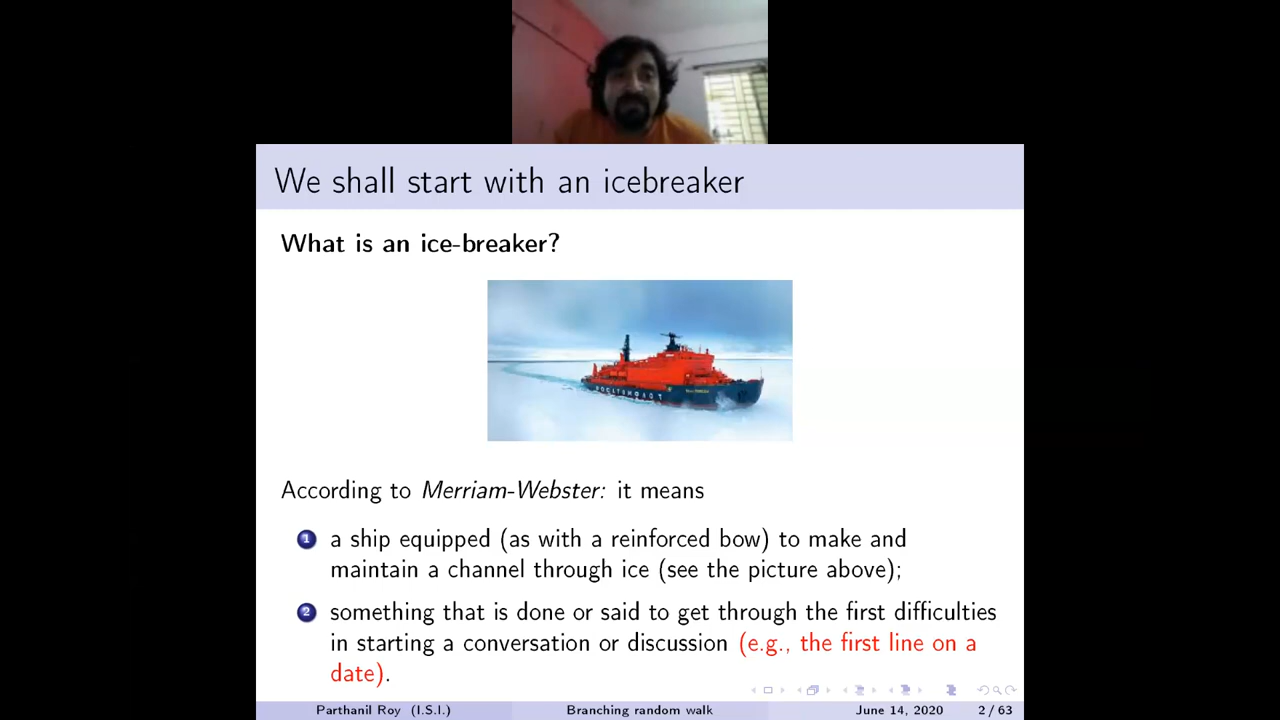 We shall start with an icebreaker
What is an ice-breaker?
According to Merriam-Webster: it means
1 a ship equipped (as with a reinforced bow) to make and
maintain a channel through ice (see the picture above);
2 something that is done or said to get through the first difficulties
in starting a conversation or discussion (e.g., the first line on a
date).
Parthanil Roy (I.S.I.) Branching random walk June 14, 2020 2 / 63